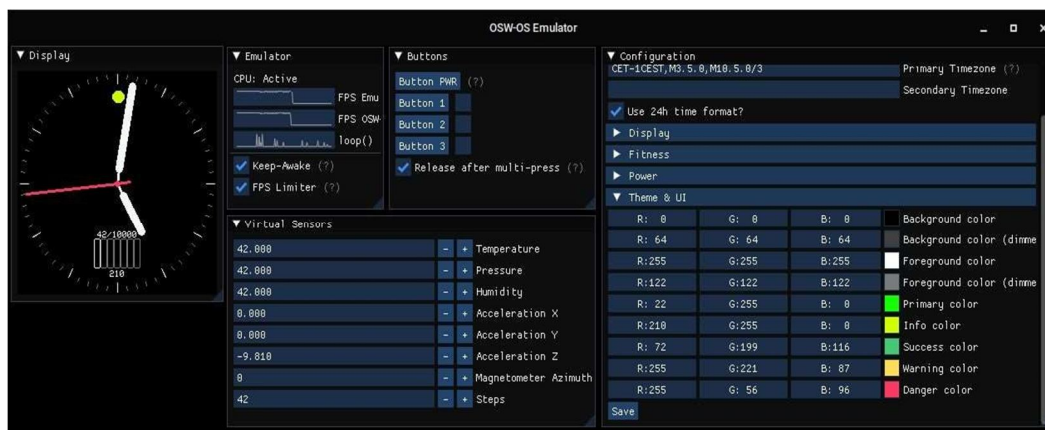 OSW-OS Emulator
Display
42/10000
210
Emulator
CPU: Active
FPS Emu
FPS OSW-
loop()
Keep-Awake (?)
FPS Limiter (?)
Buttons
Button PWR (?)
Button 1
Button 2
Button 3
Release after multi-press (?)
Virtual Sensors
42.000 - + Temperature
42.000 - + Pressure
42.000 - + Humidity
0.000 - + Acceleration X
0.000 - + Acceleration Y
-9.810 - + Acceleration Z
0 - + Magnetometer Azimuth
42 - + Steps
Configuration
CET-1CEST,M3.5.0,M10.5.0/3 Primary Timezone (?)
Secondary Timezone
Use 24h time format?
Display
Fitness
Power
Theme & UI
R: 0 G: 0 B: 0 Background color
R: 64 G: 64 B: 64 Background color (dimme
R:255 G:255 B:255 Foreground color
R:122 G:122 B:122 Foreground color (dimme
R: 22 G:255 B: 0 Primary color
R:210 G:255 B: 0 Info color
R: 72 G:199 B:116 Success color
R:255 G:221 B: 87 Warning color
R:255 G: 56 B: 96 Danger color
Save